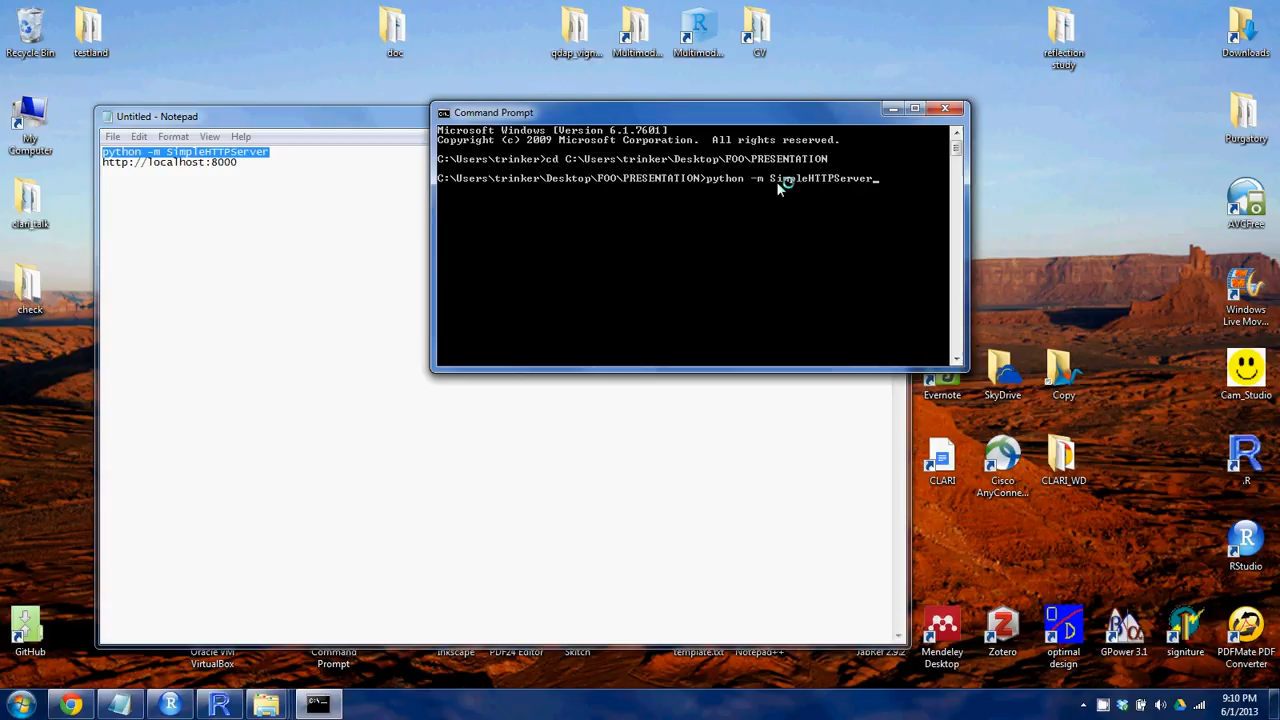 Recycle Bin
testland
doc
qdap_vign...
Multimod...
Multimod...
CV
reflection
study
Downloads
My
Computer
Purgatory
clari_talk
AVGFree
check
Windows
Live Mov...
Untitled - Notepad
File Edit Format View Help
python -m SimpleHTTPServer
http://localhost:8000
Command Prompt
Microsoft Windows [Version 6.1.7601]
Copyright (c) 2009 Microsoft Corporation. All rights reserved.
C:\Users\trinker>cd C:\Users\trinker\Desktop\FOO\PRESENTATION
C:\Users\trinker\Desktop\FOO\PRESENTATION>python -m SimpleHTTPServer_
Evernote
SkyDrive
Copy
Cam_Studio
CLARI
Cisco
AnyConne...
CLARI_WD
.R
RStudio
GitHub
Oracle VM
VirtualBox
Command
Prompt
Inkscape
PDF24 Editor
Skitch
template.txt
Notepad++
JabRef 2.9.2
Mendeley
Desktop
Zotero
optimal
design
GPower 3.1
signiture
PDFMate PDF
Converter
9:10 PM
6/1/2013